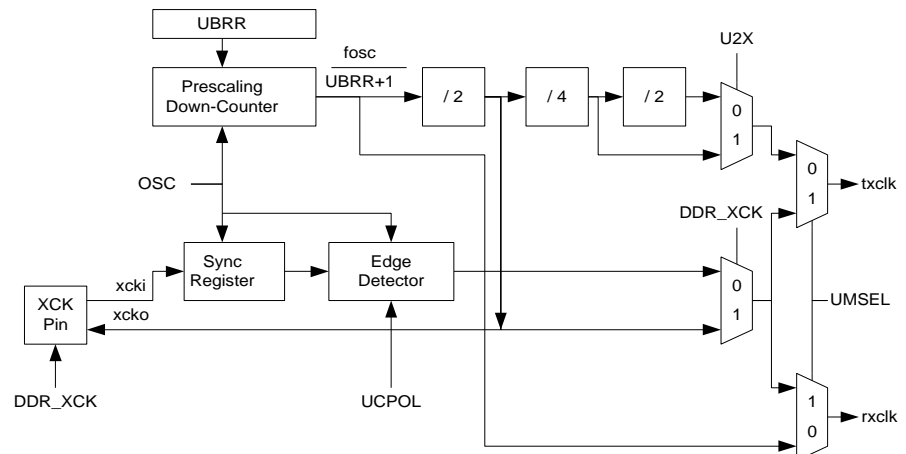 UBRR
fosc
UBRR+1
U2X
Prescaling
Down-Counter
/ 2
/ 4
/ 2
0
1
OSC
0
1
txclk
DDR_XCK
Sync
Register
Edge
Detector
xcki
0
1
XCK
Pin
xcko
UMSEL
DDR_XCK
UCPOL
1
0
rxclk